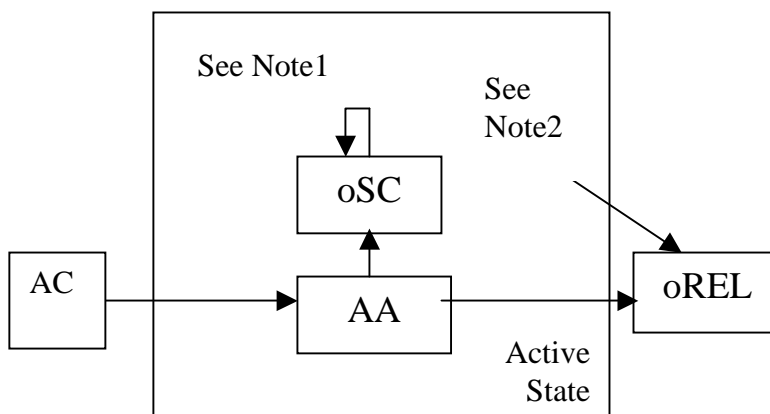 See Note1
See
Note2
oSC
AC
AA
oREL
Active
State